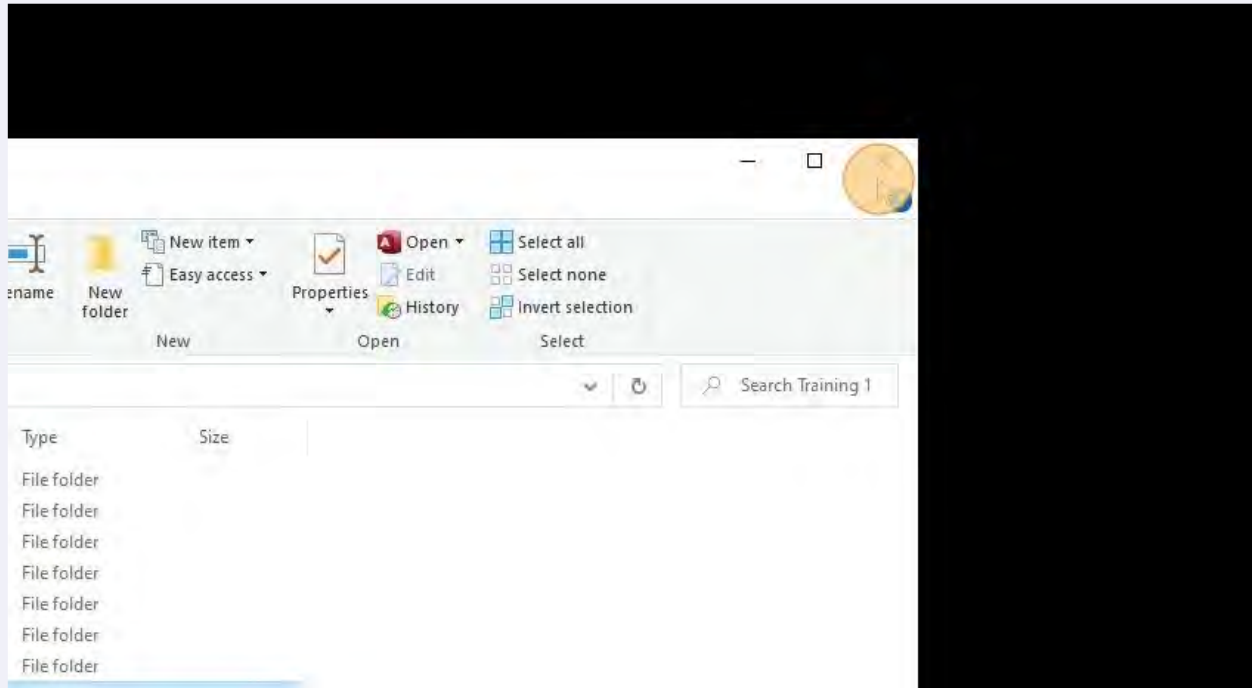 New item
Open
Select all
Easy access
Edit
Select none
ename
New
folder
Properties
History
Invert selection
New
Open
Select
Search Training 1
Type Size
File folder
File folder
File folder
File folder
File folder
File folder
File folder